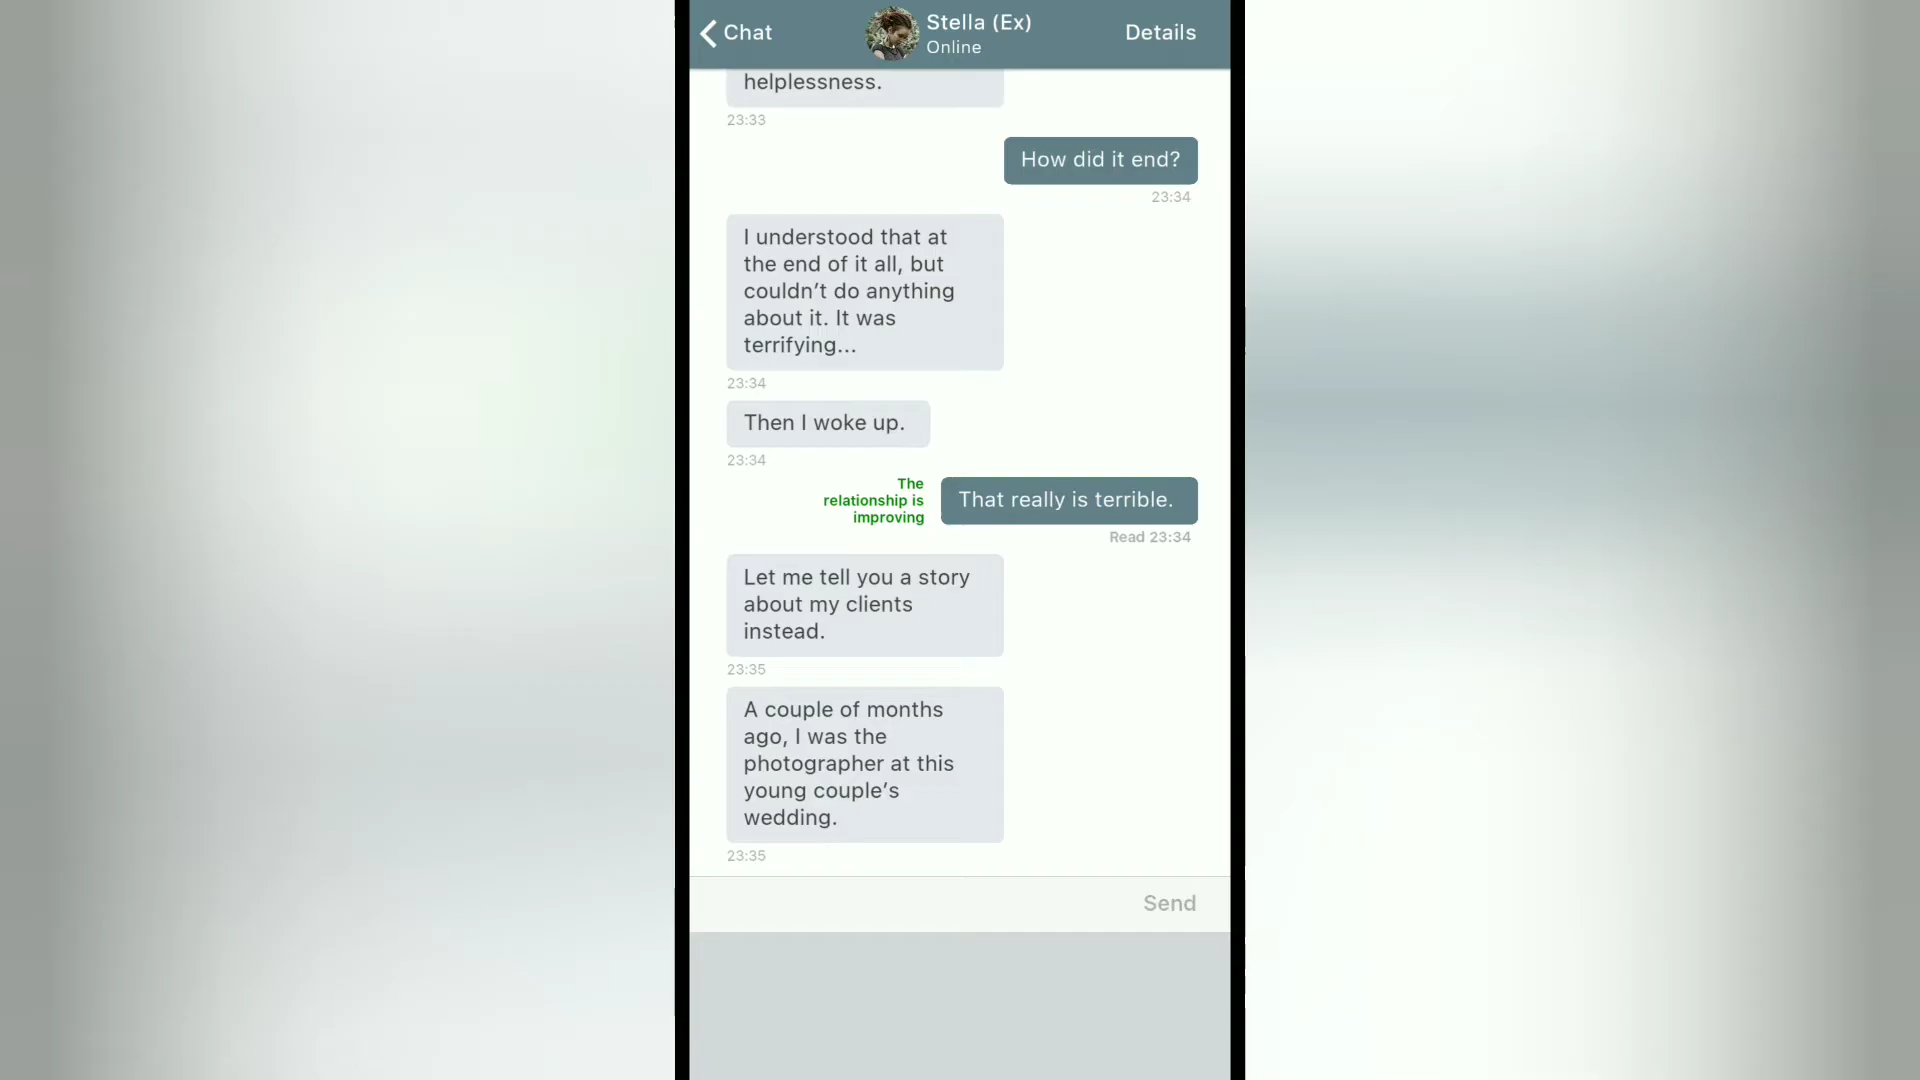 Chat
Stella (Ex)
Online
Details
helplessness.
23:33
How did it end?
23:34
I understood that at
the end of it all, but
couldn’t do anything
about it. It was
terrifying...
23:34
Then I woke up.
23:34
The
relationship is
improving
That really is terrible.
Read 23:34
Let me tell you a story
about my clients
instead.
23:35
A couple of months
ago, I was the
photographer at this
young couple’s
wedding.
23:35
Send